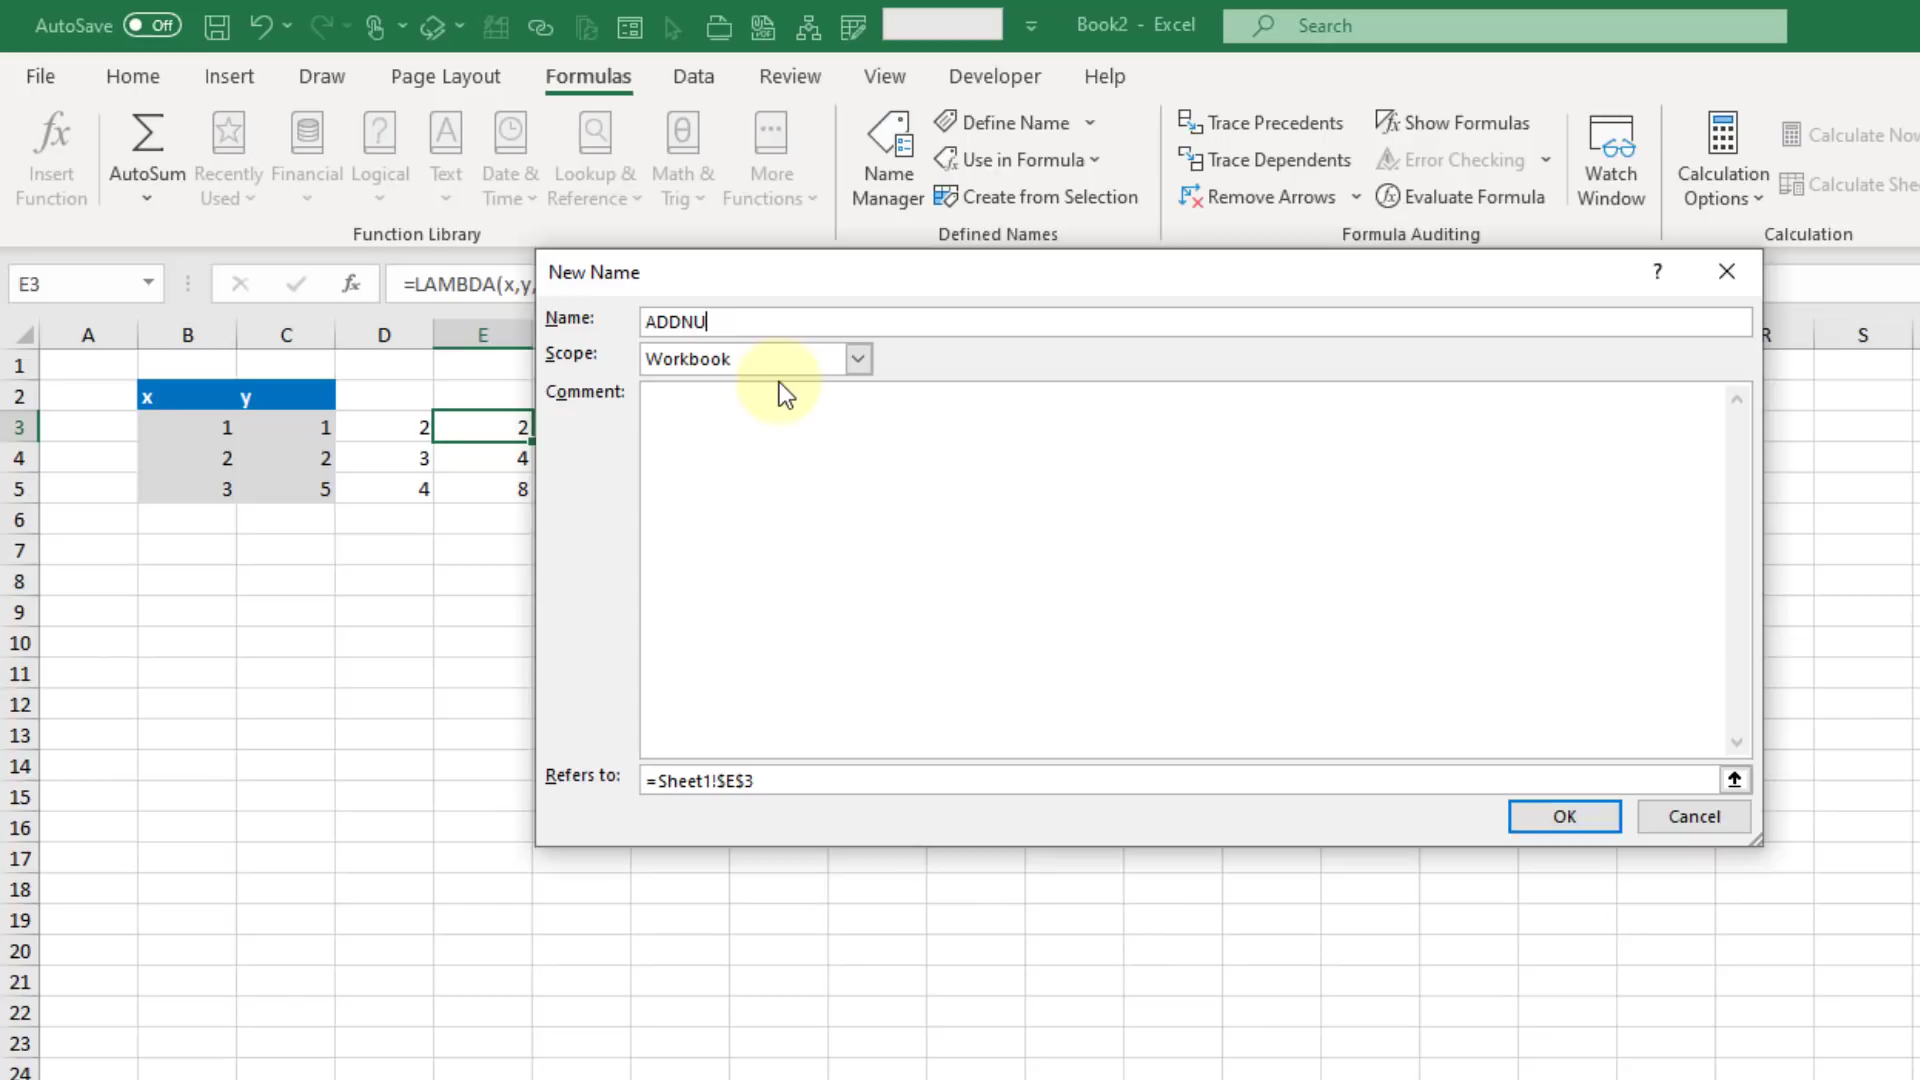 AutoSave Off Book2 - Excel Search
File Home Insert Draw Page Layout Formulas Data Review View Developer Help
Insert Function
AutoSum
Recently Used
Financial
Logical
Text
Date & Time
Lookup & Reference
Math & Trig
More Functions
Function Library
Name Manager
Define Name
Use in Formula
Create from Selection
Defined Names
Trace Precedents
Trace Dependents
Remove Arrows
Show Formulas
Error Checking
Evaluate Formula
Formula Auditing
Watch Window
Calculation Options
Calculate Now
Calculate Shee
Calculation
E3 fx =LAMBDA(x,y,
A B C D E R S
1
2 x y
3 1 1 2 2
4 2 2 3 4
5 3 5 4 8
6
7
8
9
10
11
12
13
14
15
16
17
18
19
20
21
22
23
24
New Name ?
Name: ADDNU
Scope: Workbook
Comment:
Refers to: =Sheet1!$E$3
OK Cancel